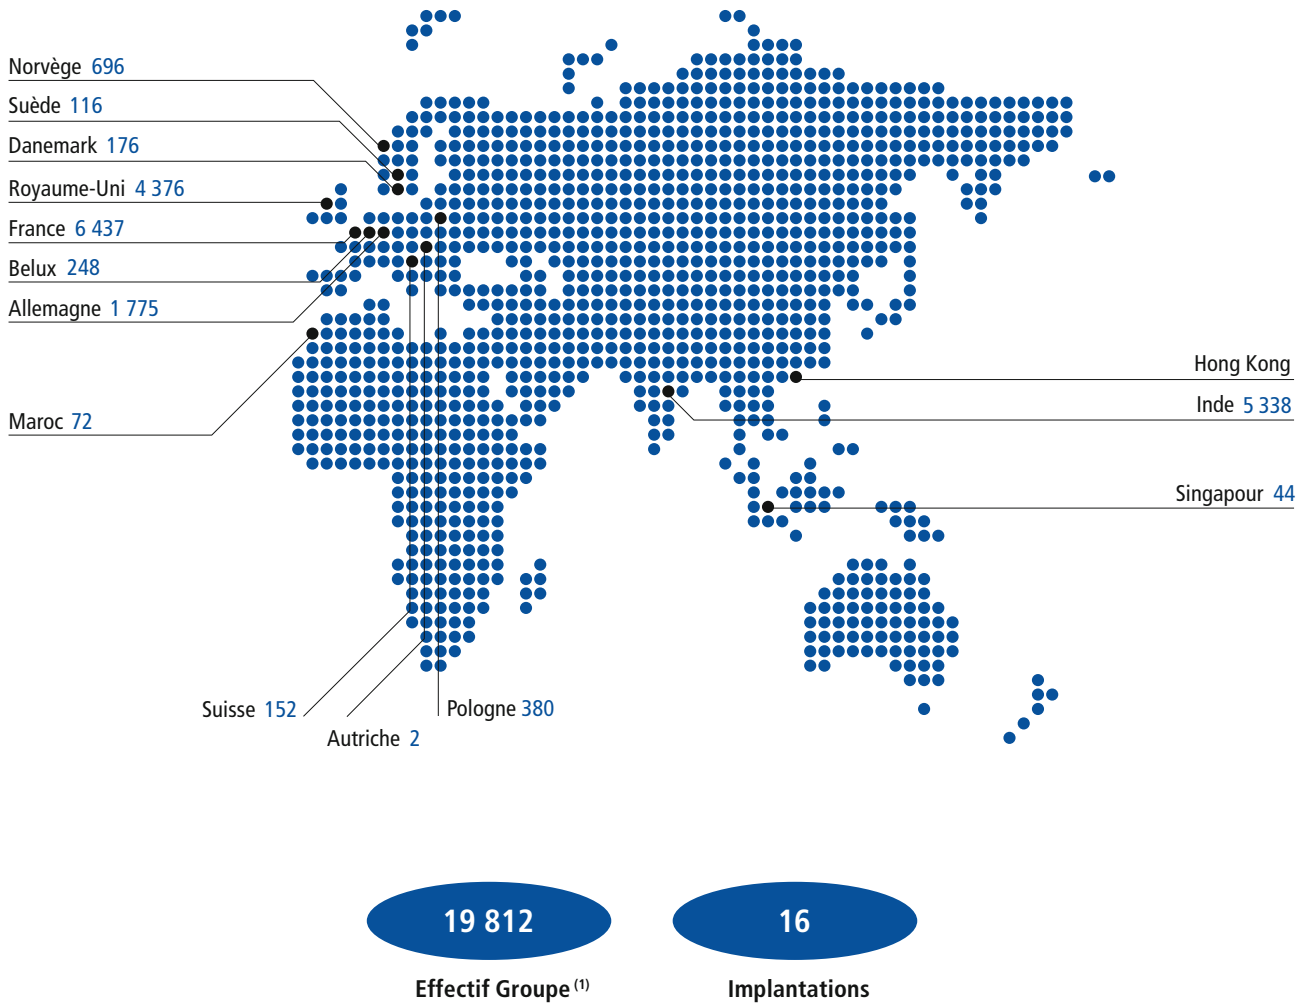 Norvège 696
Suède 116
Danemark 176
Royaume-Uni 4 376
France 6 437
Belux 248
Allemagne 1 775
Maroc 72
Hong Kong
Inde 5 338
Singapour 44
Suisse 152
Pologne 380
Autriche 2
19 812
Effectif Groupe (1)
16
Implantations